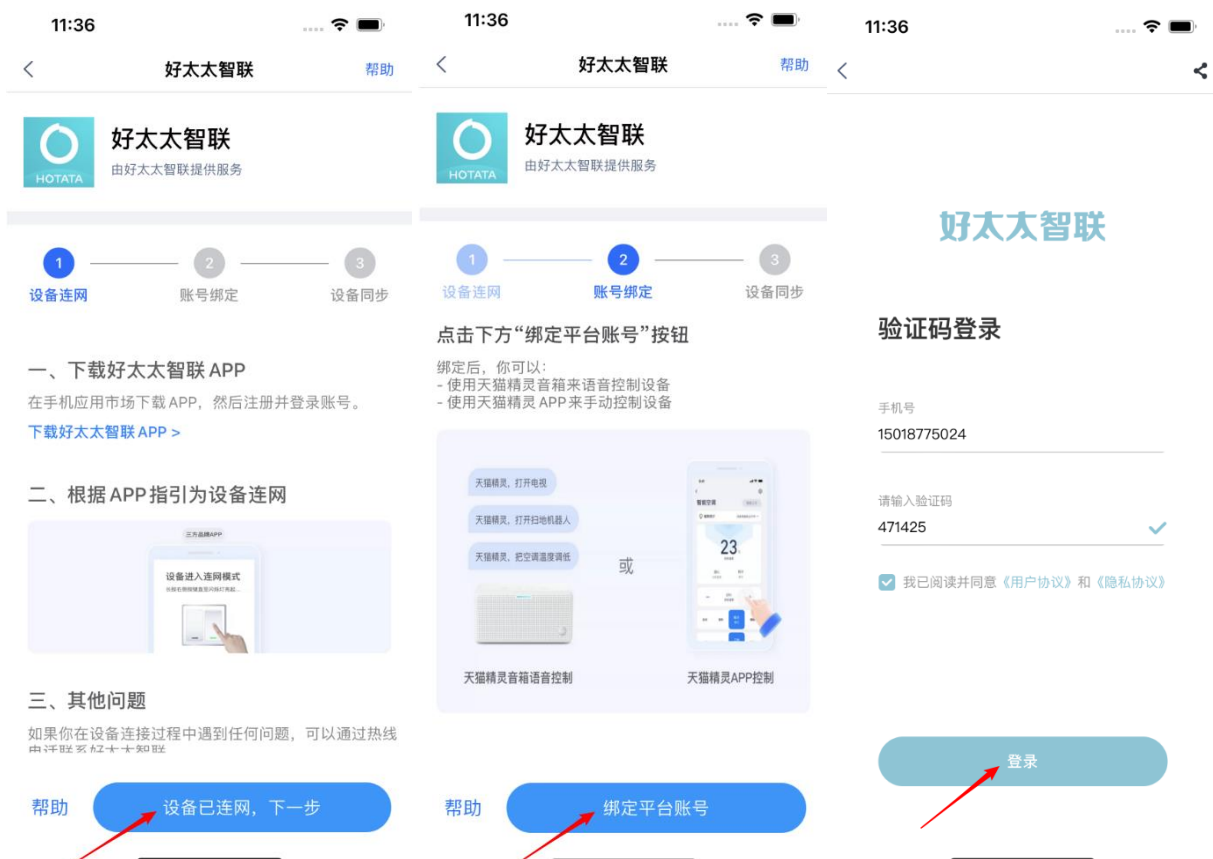 11:36
好太太智联
帮助
HOTATA
好太太智联
由好太太智联提供服务
1
2
3
设备连网
账号绑定
设备同步
一、下载好太太智联 APP
在手机应用市场下载 APP，然后注册并登录账号。
下载好太太智联 APP >
二、根据 APP 指引为设备连网
三方品牌APP
设备进入连网模式
三、其他问题
如果你在设备连接过程中遇到任何问题，可以通过热线
电话联系好太太智联
帮助
设备已连网，下一步
11:36
好太太智联
帮助
HOTATA
好太太智联
由好太太智联提供服务
1
2
3
设备连网
账号绑定
设备同步
点击下方“绑定平台账号”按钮
绑定后，你可以：
- 使用天猫精灵音箱来语音控制设备
- 使用天猫精灵 APP 来手动控制设备
天猫精灵，打开电视
天猫精灵，打开扫地机器人
天猫精灵，把空调温度调低
或
智能空调
23
天猫精灵音箱语音控制
天猫精灵APP控制
帮助
绑定平台账号
11:36
好太太智联
验证码登录
手机号
15018775024
请输入验证码
471425
我已阅读并同意《用户协议》和《隐私协议》
登录